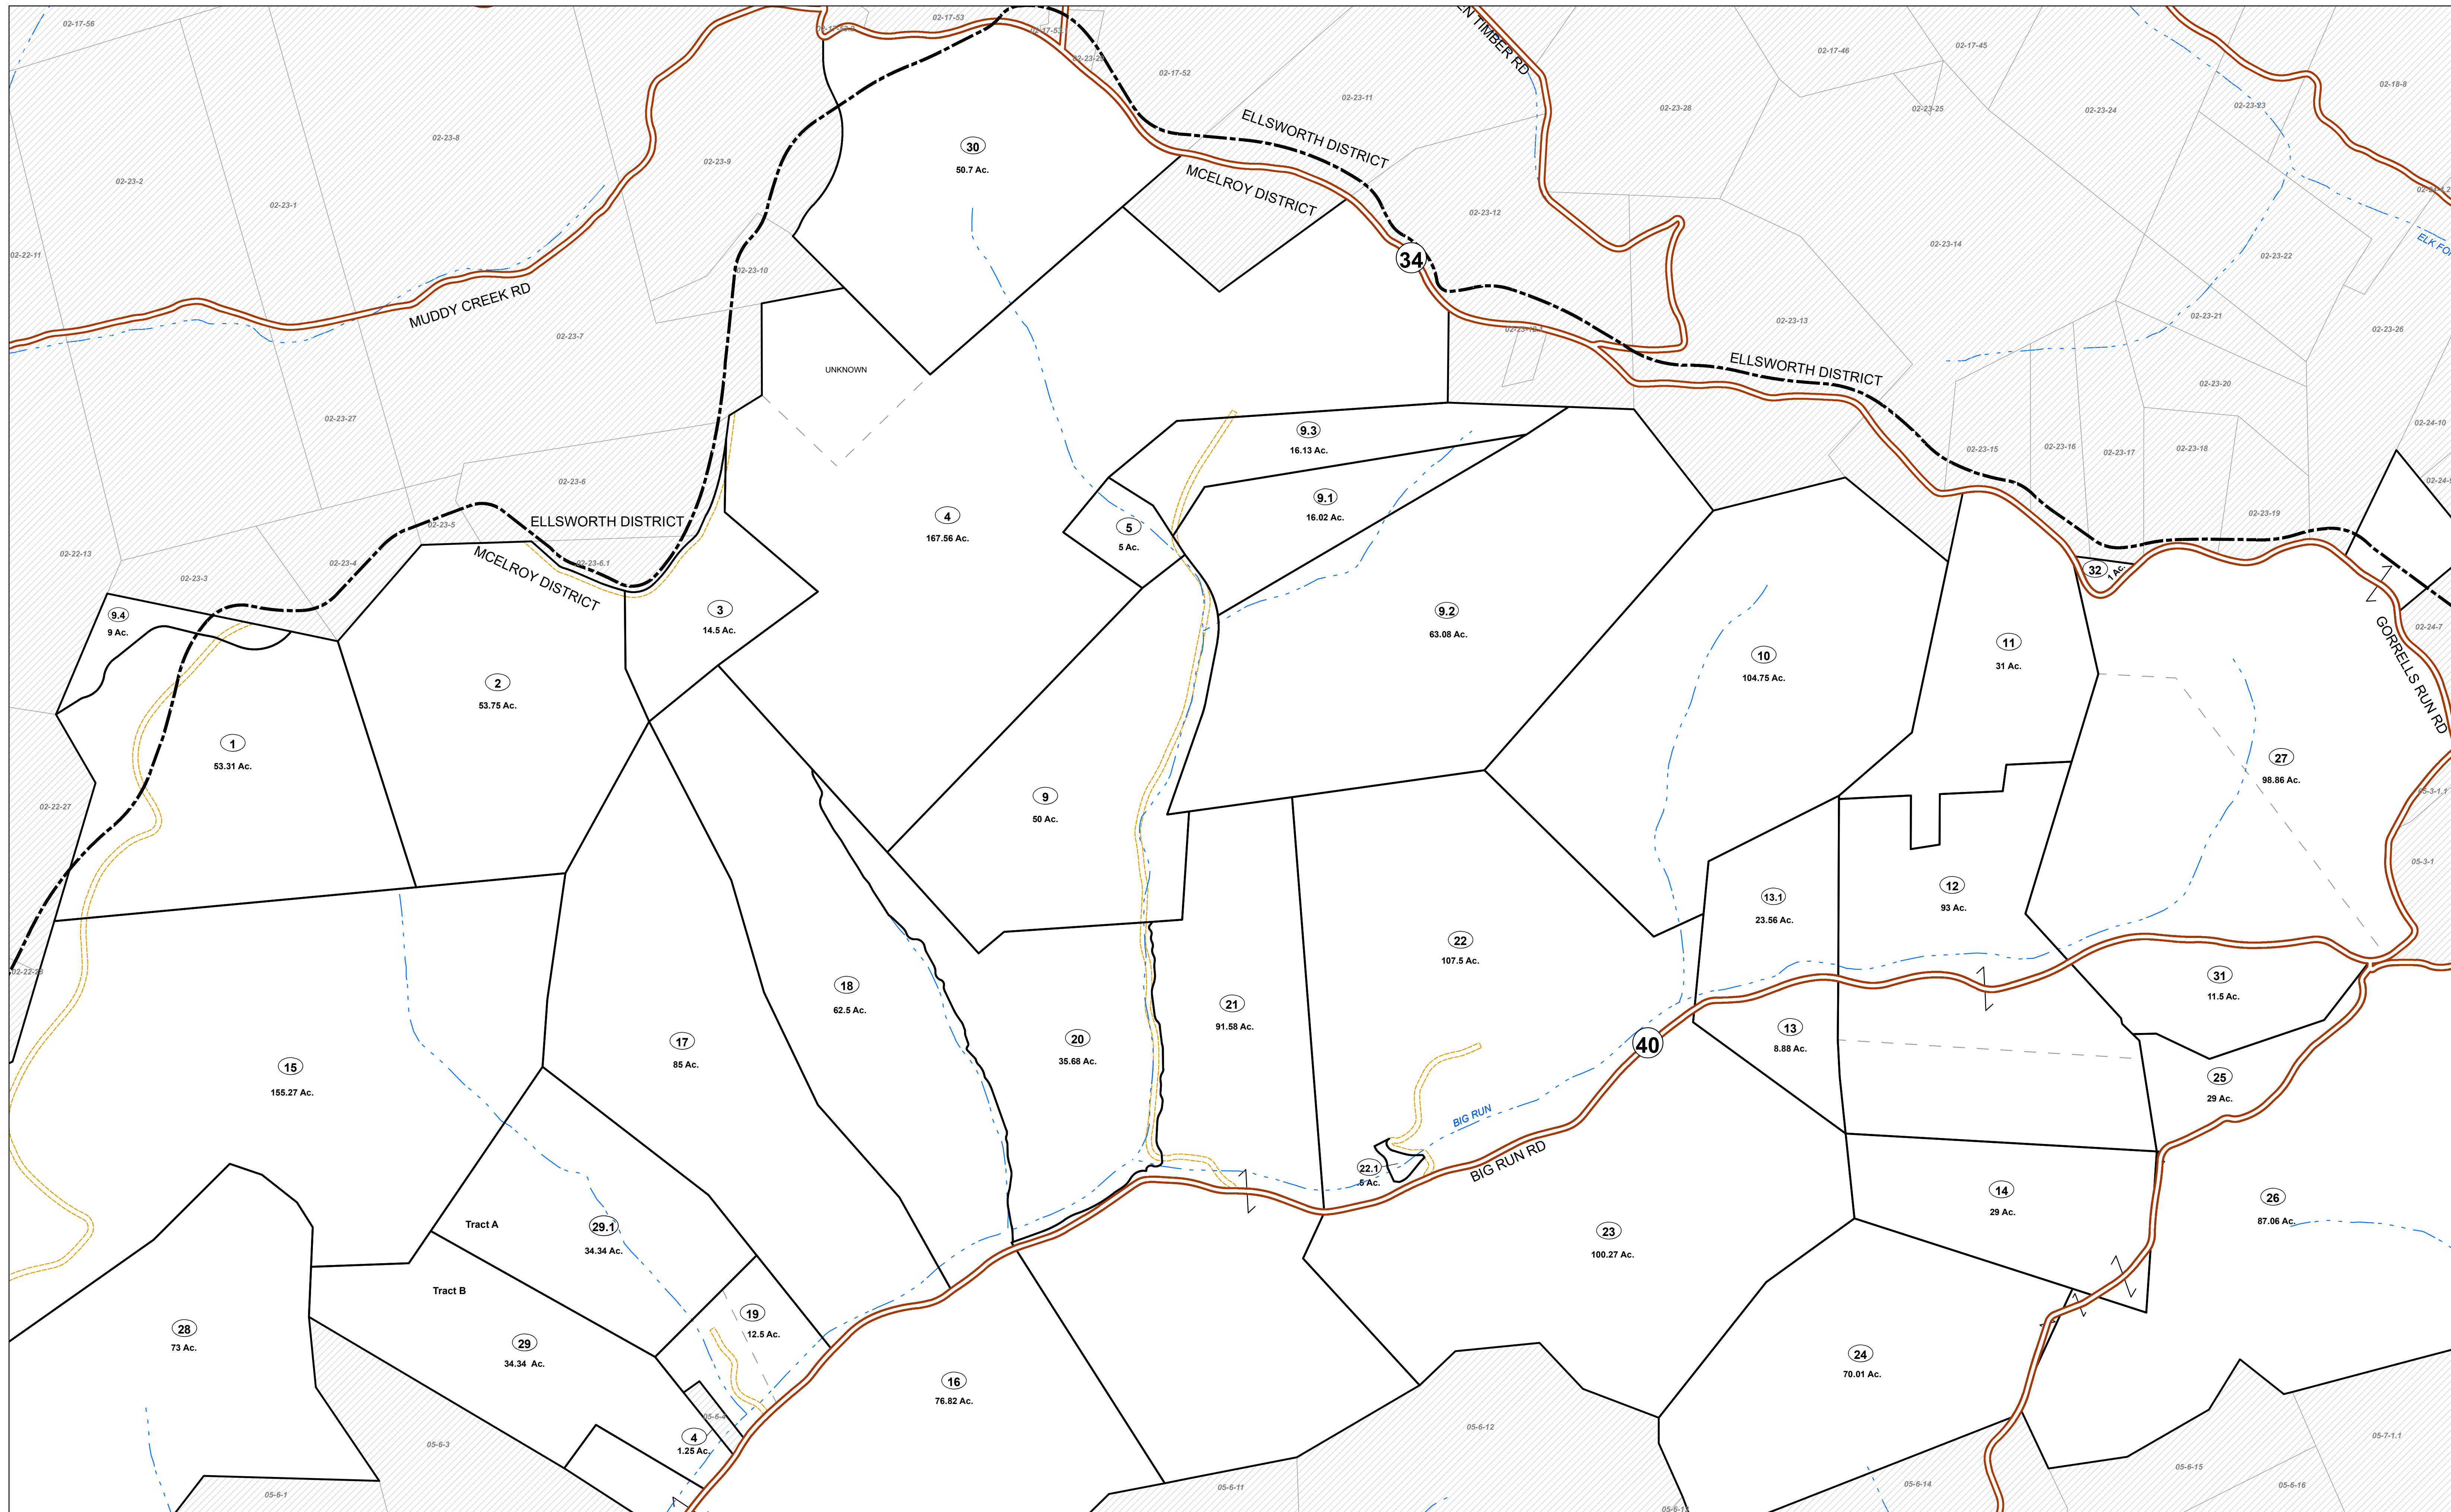 02-17-56
02-17-53
02-17-46
02-17-45
02-17-52
02-18-8
02-23-11
02-23-28
02-23-25
02-23-24
02-23-23
TIMBER RD
02-23-8
ELLSWORTH DISTRICT
30
50.7 Ac.
02-23-9
02-23-2
MCELROY DISTRICT
02-23-1
02-23-12
02-23-14
02-22-11
02-23-22
34
02-23-10
MUDDY CREEK RD
02-23-21
02-23-13
02-23-26
02-23-7
ELLSWORTH DISTRICT
UNKNOWN
02-23-20
02-23-27
02-24-10
9.3
16.13 Ac.
02-23-15
02-23-16
02-23-17
02-23-18
02-23-6
9.1
16.02 Ac.
02-23-5
ELLSWORTH DISTRICT
4
167.56 Ac.
5
5 Ac.
02-23-19
02-22-13
02-23-4
02-23-6.1
MCELROY DISTRICT
02-23-3
32
1 Ac.
9.4
9 Ac.
3
14.5 Ac.
9.2
63.08 Ac.
02-24-7
GORRELLS RUN RD
11
31 Ac.
10
104.75 Ac.
2
53.75 Ac.
1
53.31 Ac.
27
98.86 Ac.
9
50 Ac.
02-22-27
05-3-1.1
05-3-1
12
93 Ac.
13.1
23.56 Ac.
22
107.5 Ac.
31
11.5 Ac.
18
62.5 Ac.
21
91.58 Ac.
13
8.88 Ac.
40
20
35.68 Ac.
17
85 Ac.
15
155.27 Ac.
25
29 Ac.
BIG RUN
BIG RUN RD
22.1
.5 Ac.
14
29 Ac.
26
87.06 Ac.
Tract A
29.1
34.34 Ac.
23
100.27 Ac.
Tract B
19
12.5 Ac.
28
73 Ac.
29
34.34 Ac.
24
70.01 Ac.
16
76.82 Ac.
05-6-4
4
1.25 Ac.
05-6-3
05-6-12
05-7-1.1
05-6-15
05-6-14
05-6-16
05-6-11
05-6-1